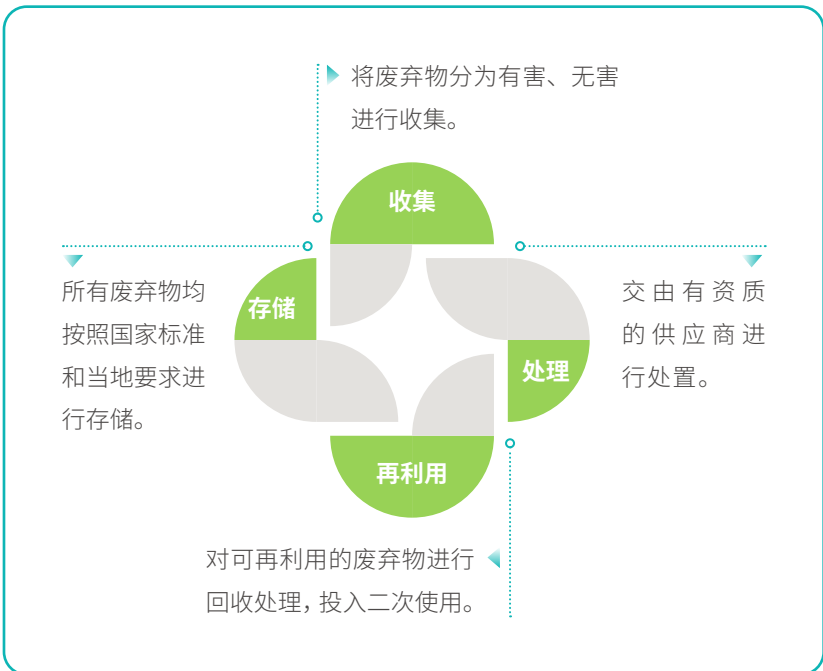 将废弃物分为有害、无害
进行收集。
收集
存储
所有废弃物均
按照国家标准
和当地要求进
行存储。
处理
交由有资质
的供应商进
行处置。
再利用
对可再利用的废弃物进行
回收处理，投入二次使用。